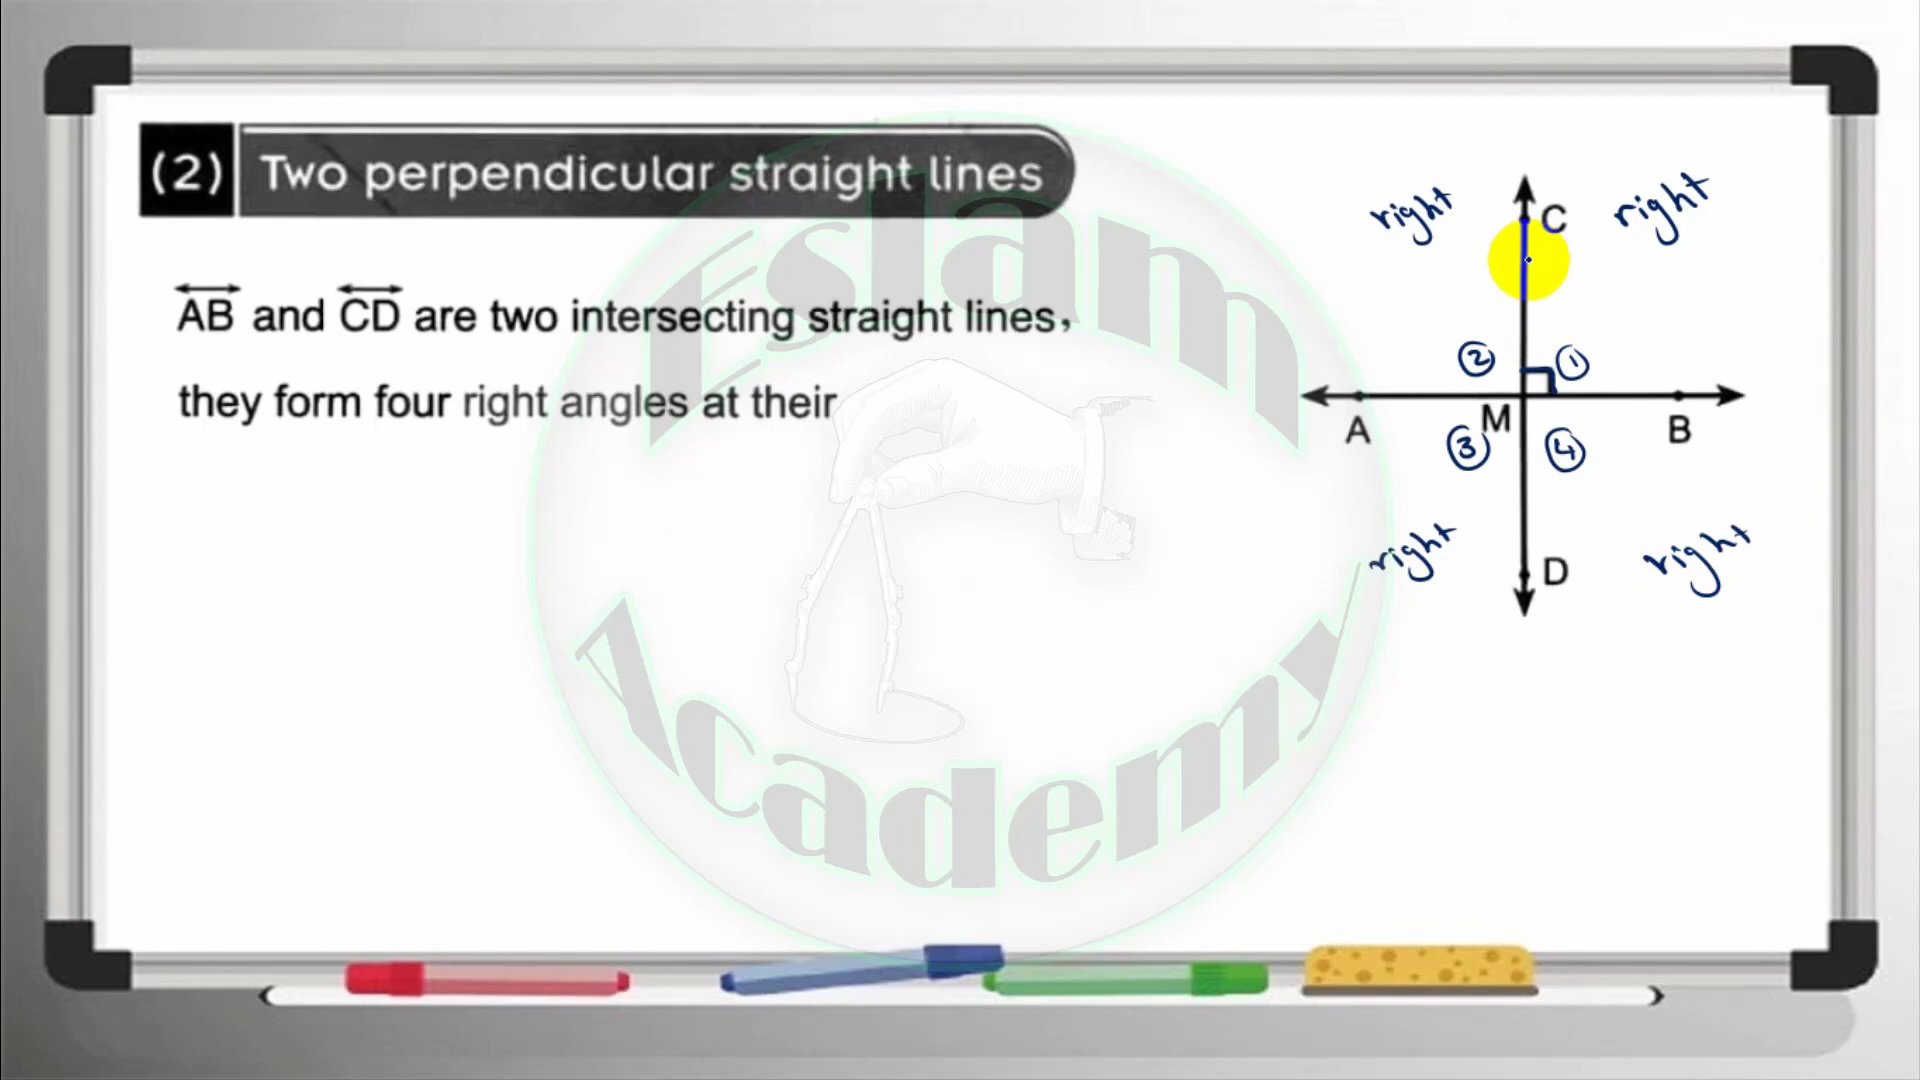 (2) Two perpendicular straight lines
AB and CD are two intersecting straight lines,
they form four right angles at their
right
right
C
②
①
A
M
B
③
④
right
right
D
Eslam
Academy